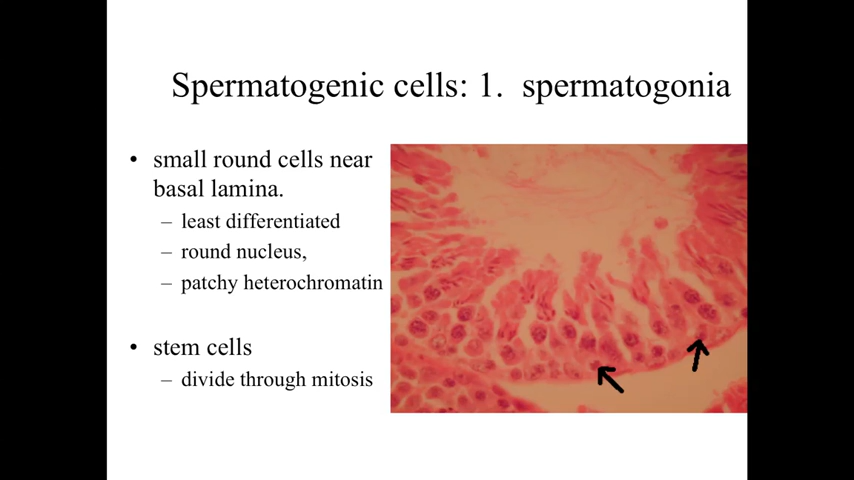 Spermatogenic cells: 1. spermatogonia
• small round cells near
basal lamina.
– least differentiated
– round nucleus,
– patchy heterochromatin
• stem cells
– divide through mitosis